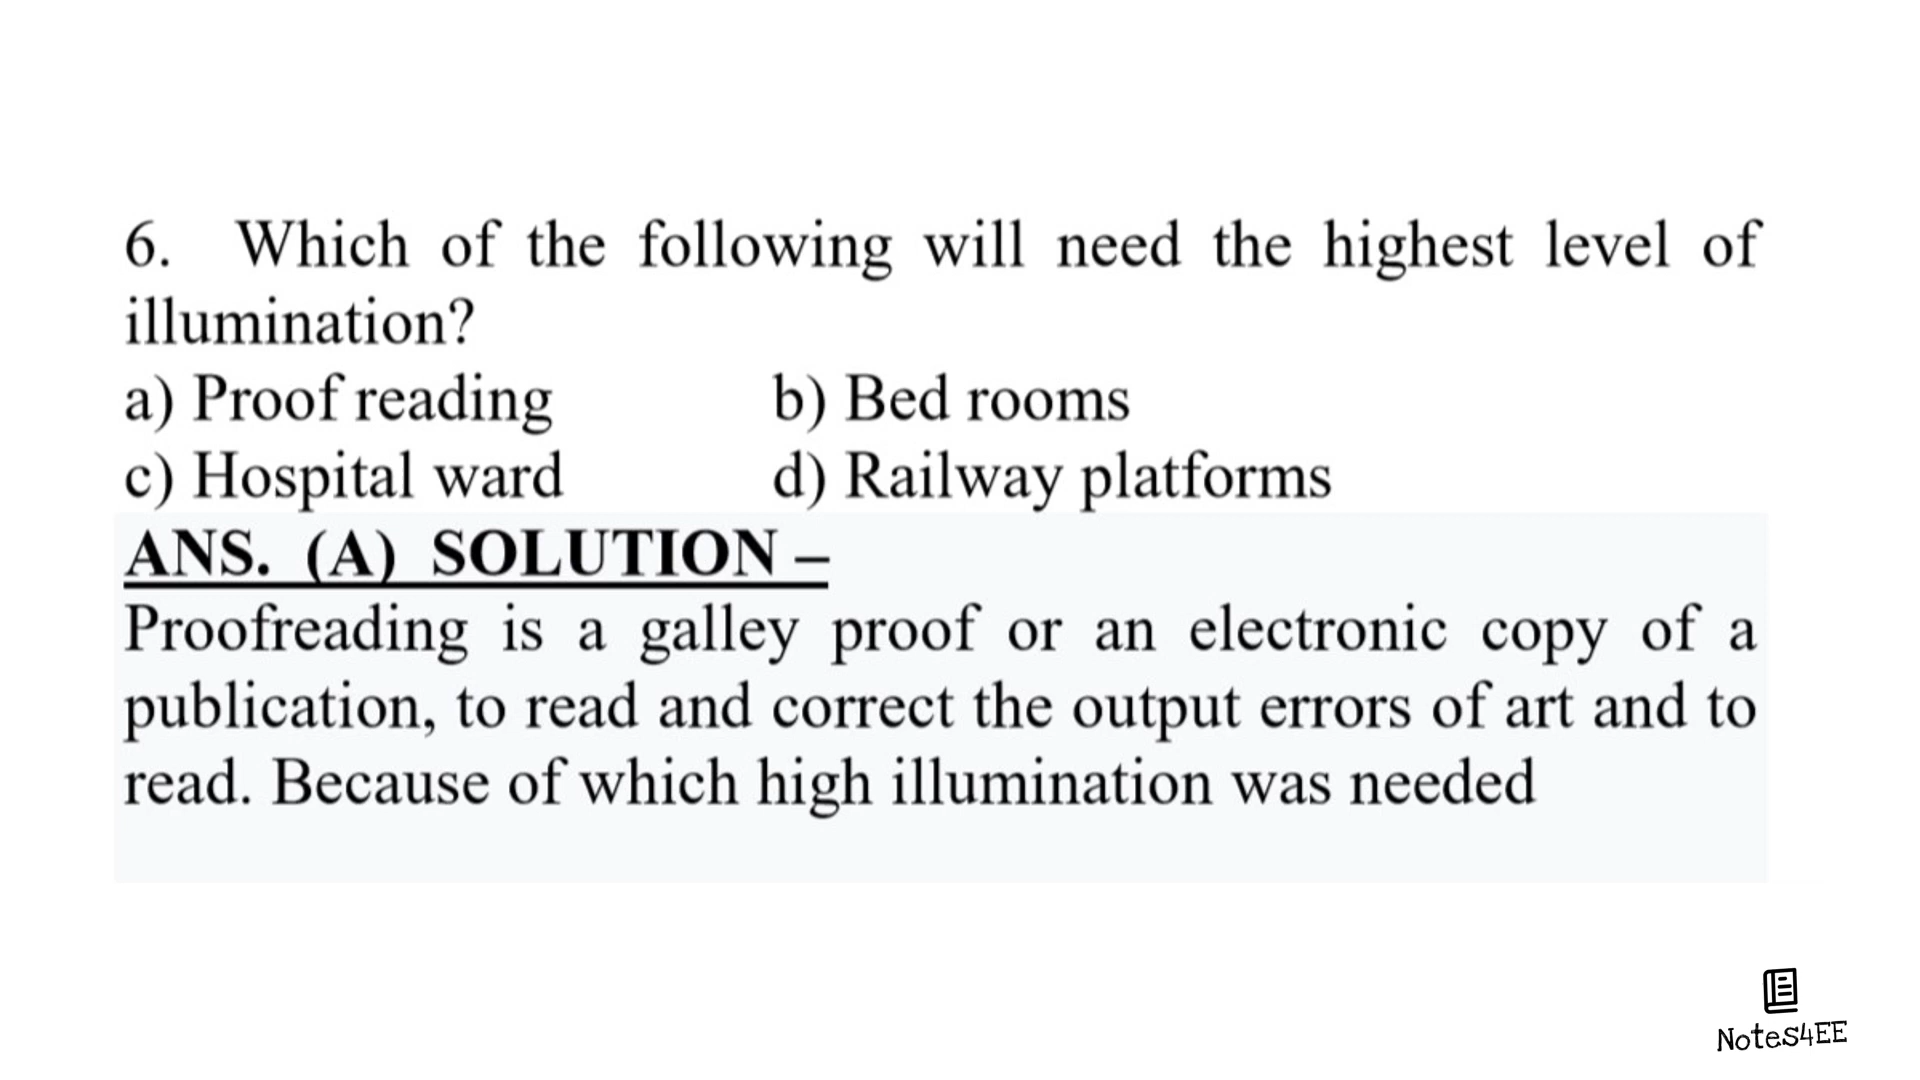 6. Which of the following will need the highest level of
illumination?
a) Proof reading b) Bed rooms
c) Hospital ward d) Railway platforms
ANS. (A) SOLUTION –
Proofreading is a galley proof or an electronic copy of a
publication, to read and correct the output errors of art and to
read. Because of which high illumination was needed
Notes4EE